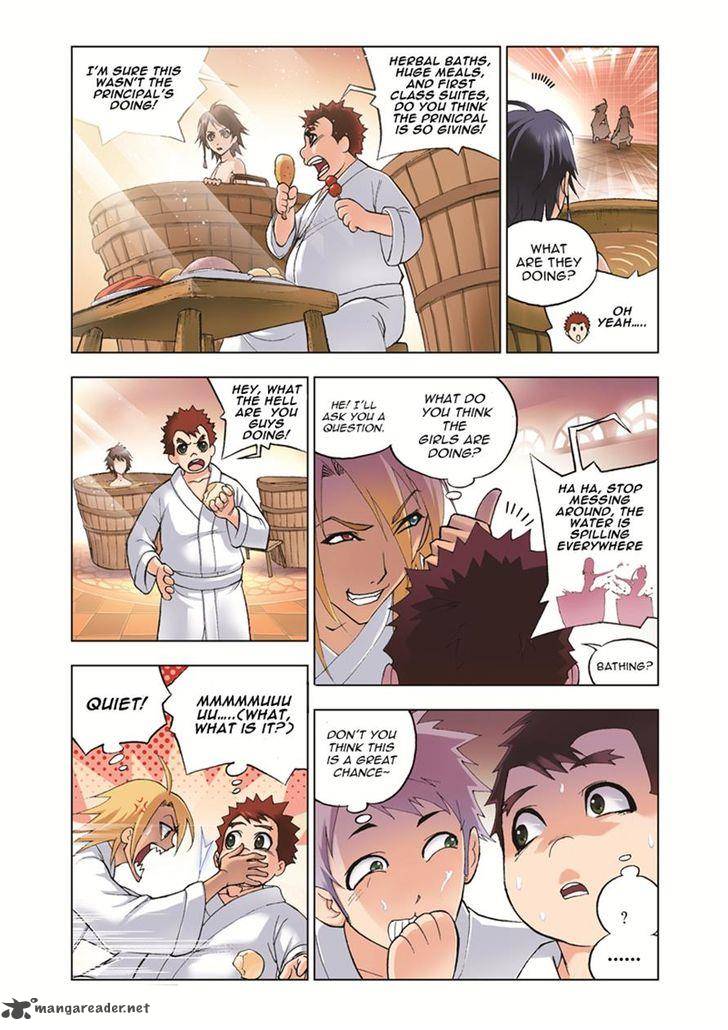 I'M SURE THIS
WASN'T THE
PRINCIPAL'S
DOING!
HERBAL BATHS,
HUGE MEALS,
AND FIRST
CLASS SUITES,
DO YOU THINK
THE PRINICPAL
IS SO GIVING!
WHAT
ARE THEY
DOING?
OH
YEAH.....
HEY, WHAT
THE HELL
ARE YOU
GUYS
DOING!
HE! I'LL
ASK YOU A
QUESTION.
WHAT DO
YOU THINK
THE
GIRLS ARE
DOING?
HA HA, STOP
MESSING
AROUND, THE
WATER IS
SPILLING
EVERYWHERE
BATHING?
QUIET!
MMMMMUUU
UU.....(WHAT,
WHAT IS IT?)
DON'T YOU
THINK THIS
IS A GREAT
CHANCE~
?
......
mangareader.net